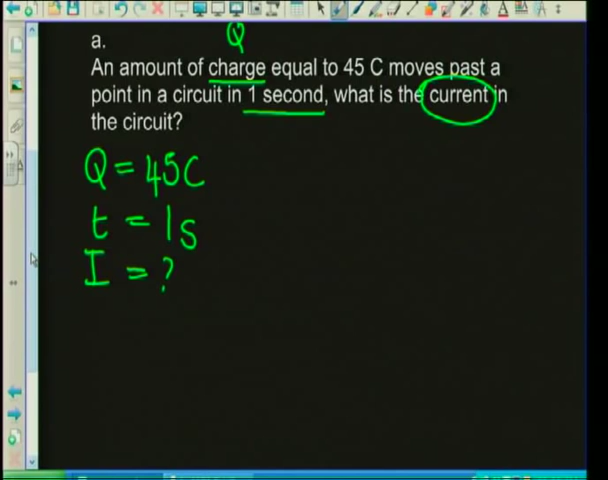 a.
Q
An amount of charge equal to 45 C moves past a
point in a circuit in 1 second, what is the current in
the circuit?
Q = 45C
t = 1s
I = ?